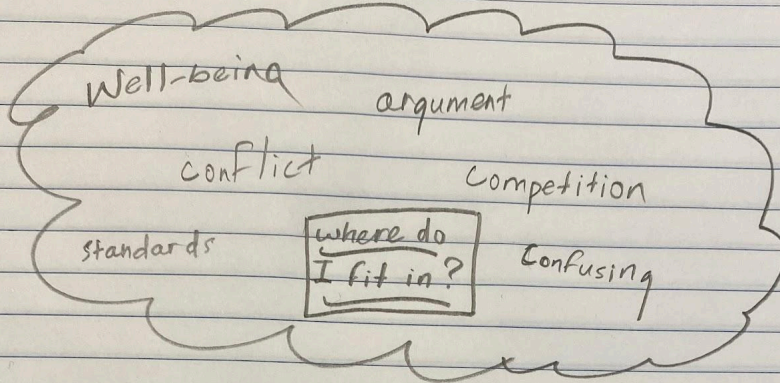 Well-being
argument
conflict
Competition
standards
where do
I fit in?
Confusing